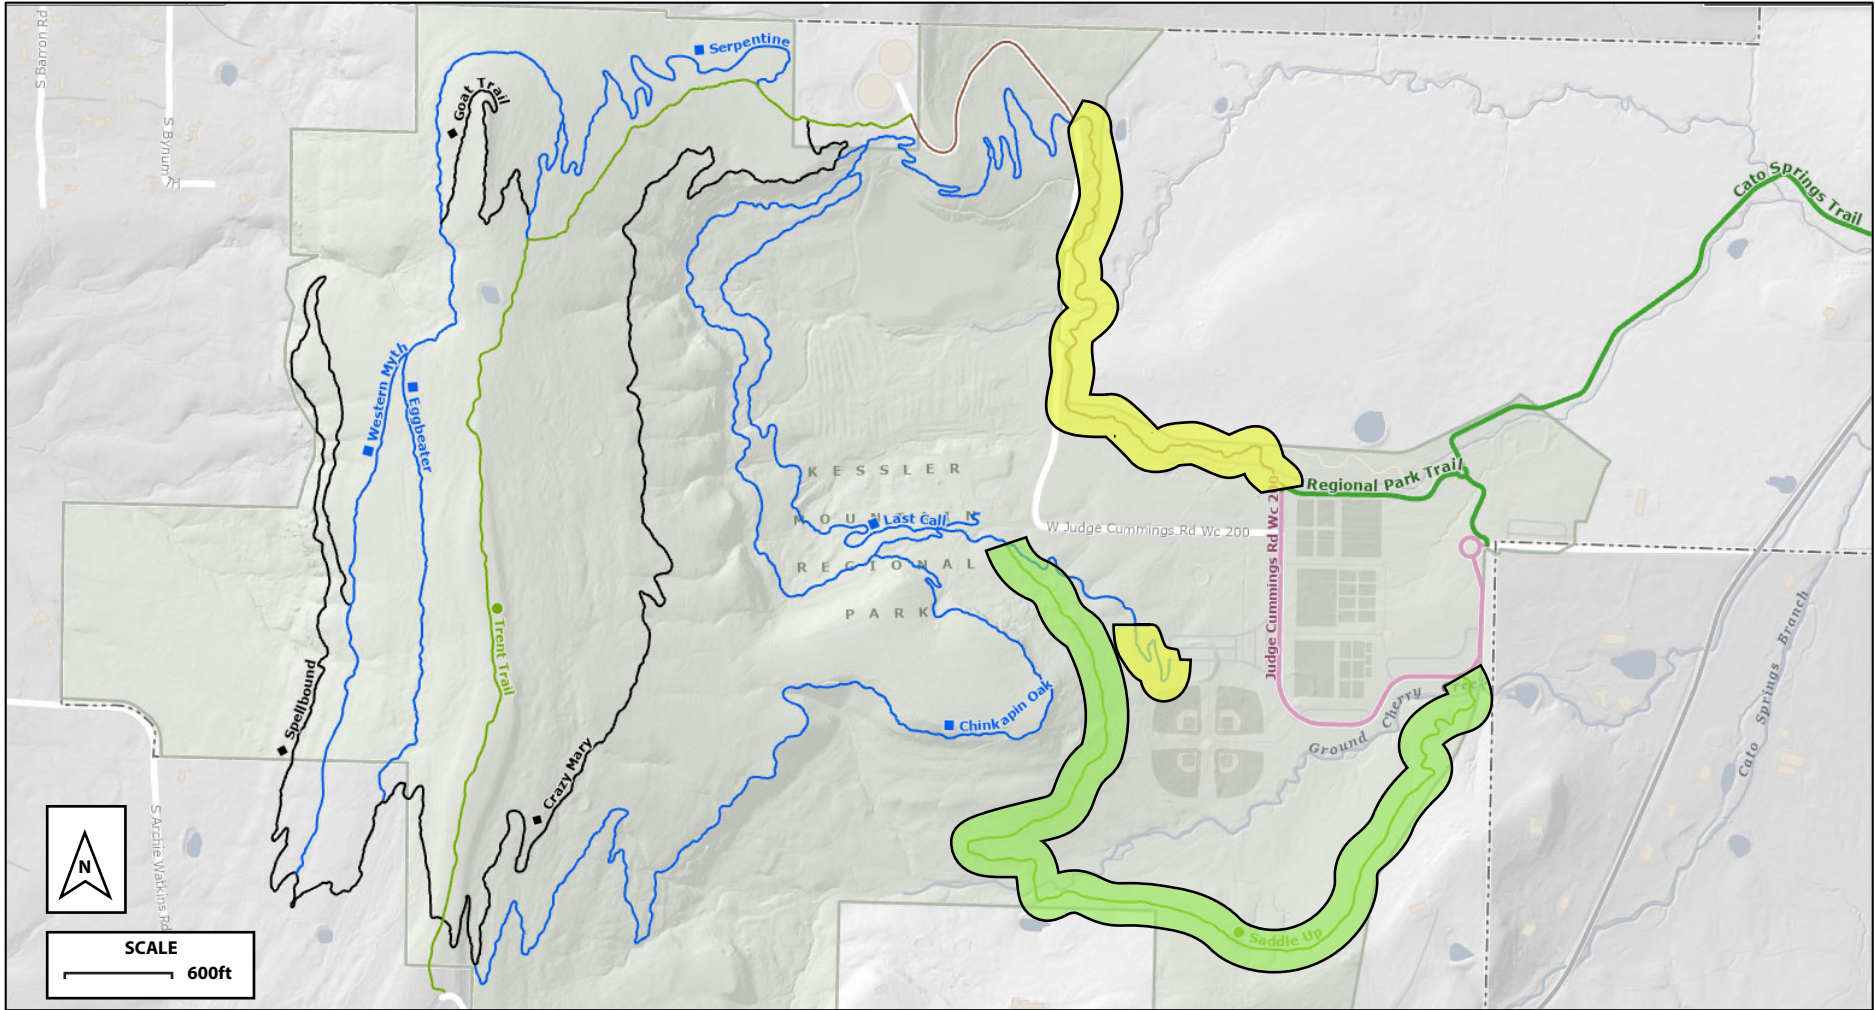 S Barron Rd
S Bynum
Rd
Goat Trail
Serpentine
Cato Springs Trail
Western Myth
Eggbeater
KESSLER
MOUNTAIN
REGIONAL
PARK
Last Call
S
W Judge Cummings Rd Wc 200
Regional Park Trail
Judge Cummings Rd Wc 200
Trent Trail
Spellbound
Crazy Mary
Chinkapin Oak
Ground Cherry Creek
Cato Springs Branch
Saddle Up
S Archie Watkins Rd
N
SCALE
600ft